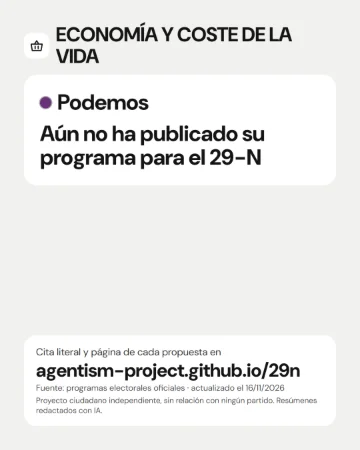 ECONOMÍA Y COSTE DE LA
VIDA
Podemos
Aún no ha publicado su
programa para el 29-N
Cita literal y página de cada propuesta en
agentism-project.github.io/29n
Fuente: programas electorales oficiales · actualizado el 16/11/2026
Proyecto ciudadano independiente, sin relación con ningún partido. Resúmenes
redactados con IA.